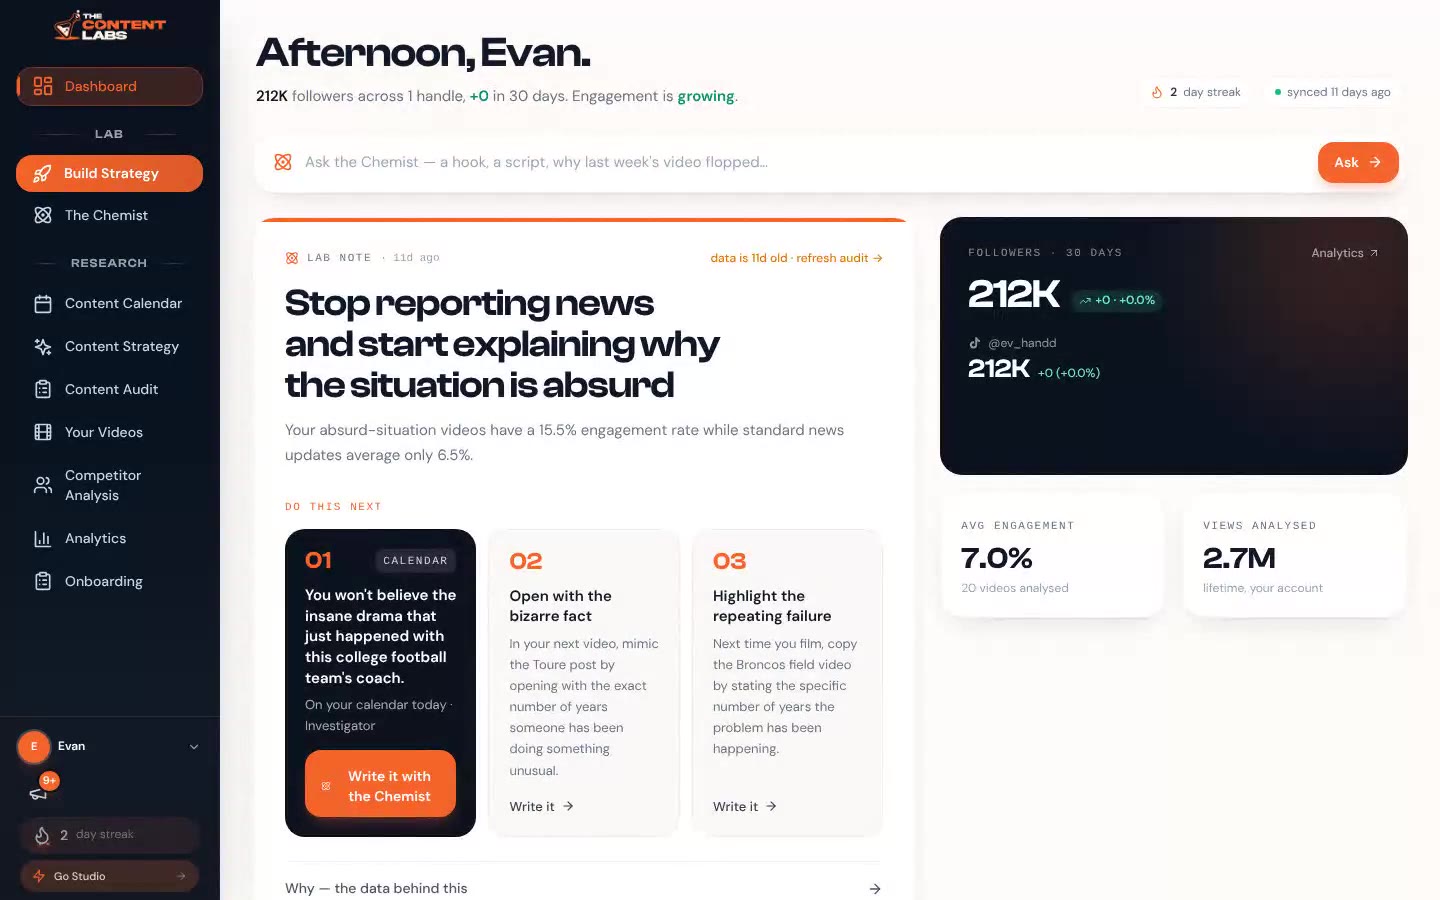 THE
CONTENT
LABS
Dashboard
LAB
Build Strategy
The Chemist
RESEARCH
Content Calendar
Content Strategy
Content Audit
Your Videos
Competitor
Analysis
Analytics
Onboarding
E
Evan
9+
2 day streak
Go Studio →
Afternoon, Evan.
212K followers across 1 handle, +0 in 30 days. Engagement is growing.
2 day streak
synced 11 days ago
Ask the Chemist — a hook, a script, why last week's video flopped...
Ask →
LAB NOTE · 11d ago
data is 11d old · refresh audit →
Stop reporting news
and start explaining why
the situation is absurd
Your absurd-situation videos have a 15.5% engagement rate while standard news
updates average only 6.5%.
DO THIS NEXT
01
CALENDAR
You won't believe the
insane drama that
just happened with
this college football
team's coach.
On your calendar today ·
Investigator
Write it with
the Chemist
02
Open with the
bizarre fact
In your next video, mimic
the Toure post by
opening with the exact
number of years
someone has been
doing something
unusual.
Write it →
03
Highlight the
repeating failure
Next time you film, copy
the Broncos field video
by stating the specific
number of years the
problem has been
happening.
Write it →
Why — the data behind this →
FOLLOWERS · 30 DAYS
Analytics ↗
212K
+0 · +0.0%
@ev_handd
212K +0 (+0.0%)
AVG ENGAGEMENT
7.0%
20 videos analysed
VIEWS ANALYSED
2.7M
lifetime, your account